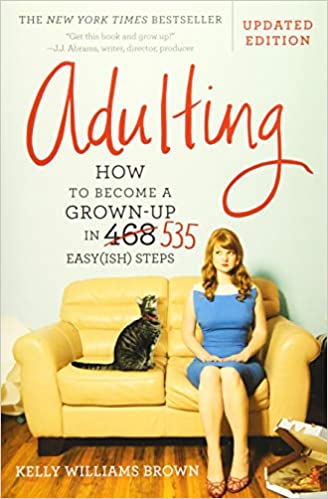 THE NEW YORK TIMES BESTSELLER
UPDATED
EDITION
“Get this book and grow up!”
—J.J. Abrams, writer, director, producer
Adulting
HOW
TO BECOME A
GROWN-UP
IN 468 535
EASY(ISH) STEPS
KELLY WILLIAMS BROWN